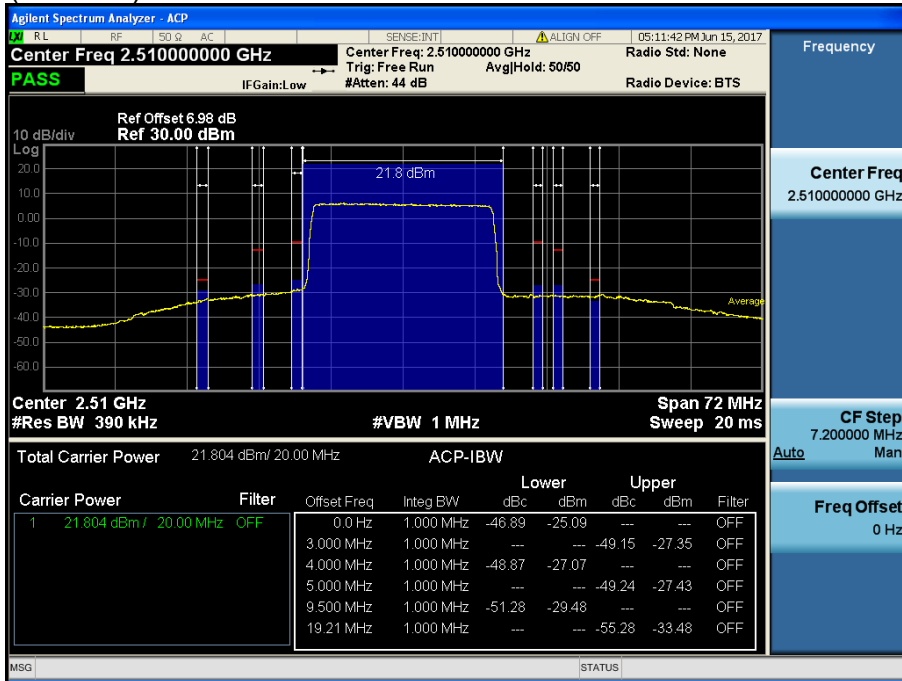 Agilent Spectrum Analyzer - ACP
LXI RL RF 50 Ω AC SENSE:INT ALIGN OFF 05:11:42 PM Jun 15, 2017
Center Freq 2.510000000 GHz
Center Freq: 2.510000000 GHz
Radio Std: None
Trig: Free Run Avg|Hold: 50/50
PASS
IFGain:Low
#Atten: 44 dB
Radio Device: BTS
Ref Offset 6.98 dB
10 dB/div Ref 30.00 dBm
Log
20.0
10.0
0.00
-10.0
-20.0
-30.0
-40.0
-50.0
-60.0
21.8 dBm
Average
Center 2.51 GHz Span 72 MHz
#Res BW 390 kHz #VBW 1 MHz Sweep 20 ms
Total Carrier Power 21.804 dBm/ 20.00 MHz ACP-IBW
Lower Upper
Carrier Power Filter Offset Freq Integ BW dBc dBm dBc dBm Filter
1 21.804 dBm / 20.00 MHz OFF
0.0 Hz 1.000 MHz -46.89 -25.09 --- --- OFF
3.000 MHz 1.000 MHz --- --- -49.15 -27.35 OFF
4.000 MHz 1.000 MHz -48.87 -27.07 --- --- OFF
5.000 MHz 1.000 MHz --- --- -49.24 -27.43 OFF
9.500 MHz 1.000 MHz -51.28 -29.48 --- --- OFF
19.21 MHz 1.000 MHz --- --- -55.28 -33.48 OFF
MSG STATUS
Frequency
Center Freq
2.510000000 GHz
CF Step
7.200000 MHz
Auto Man
Freq Offset
0 Hz